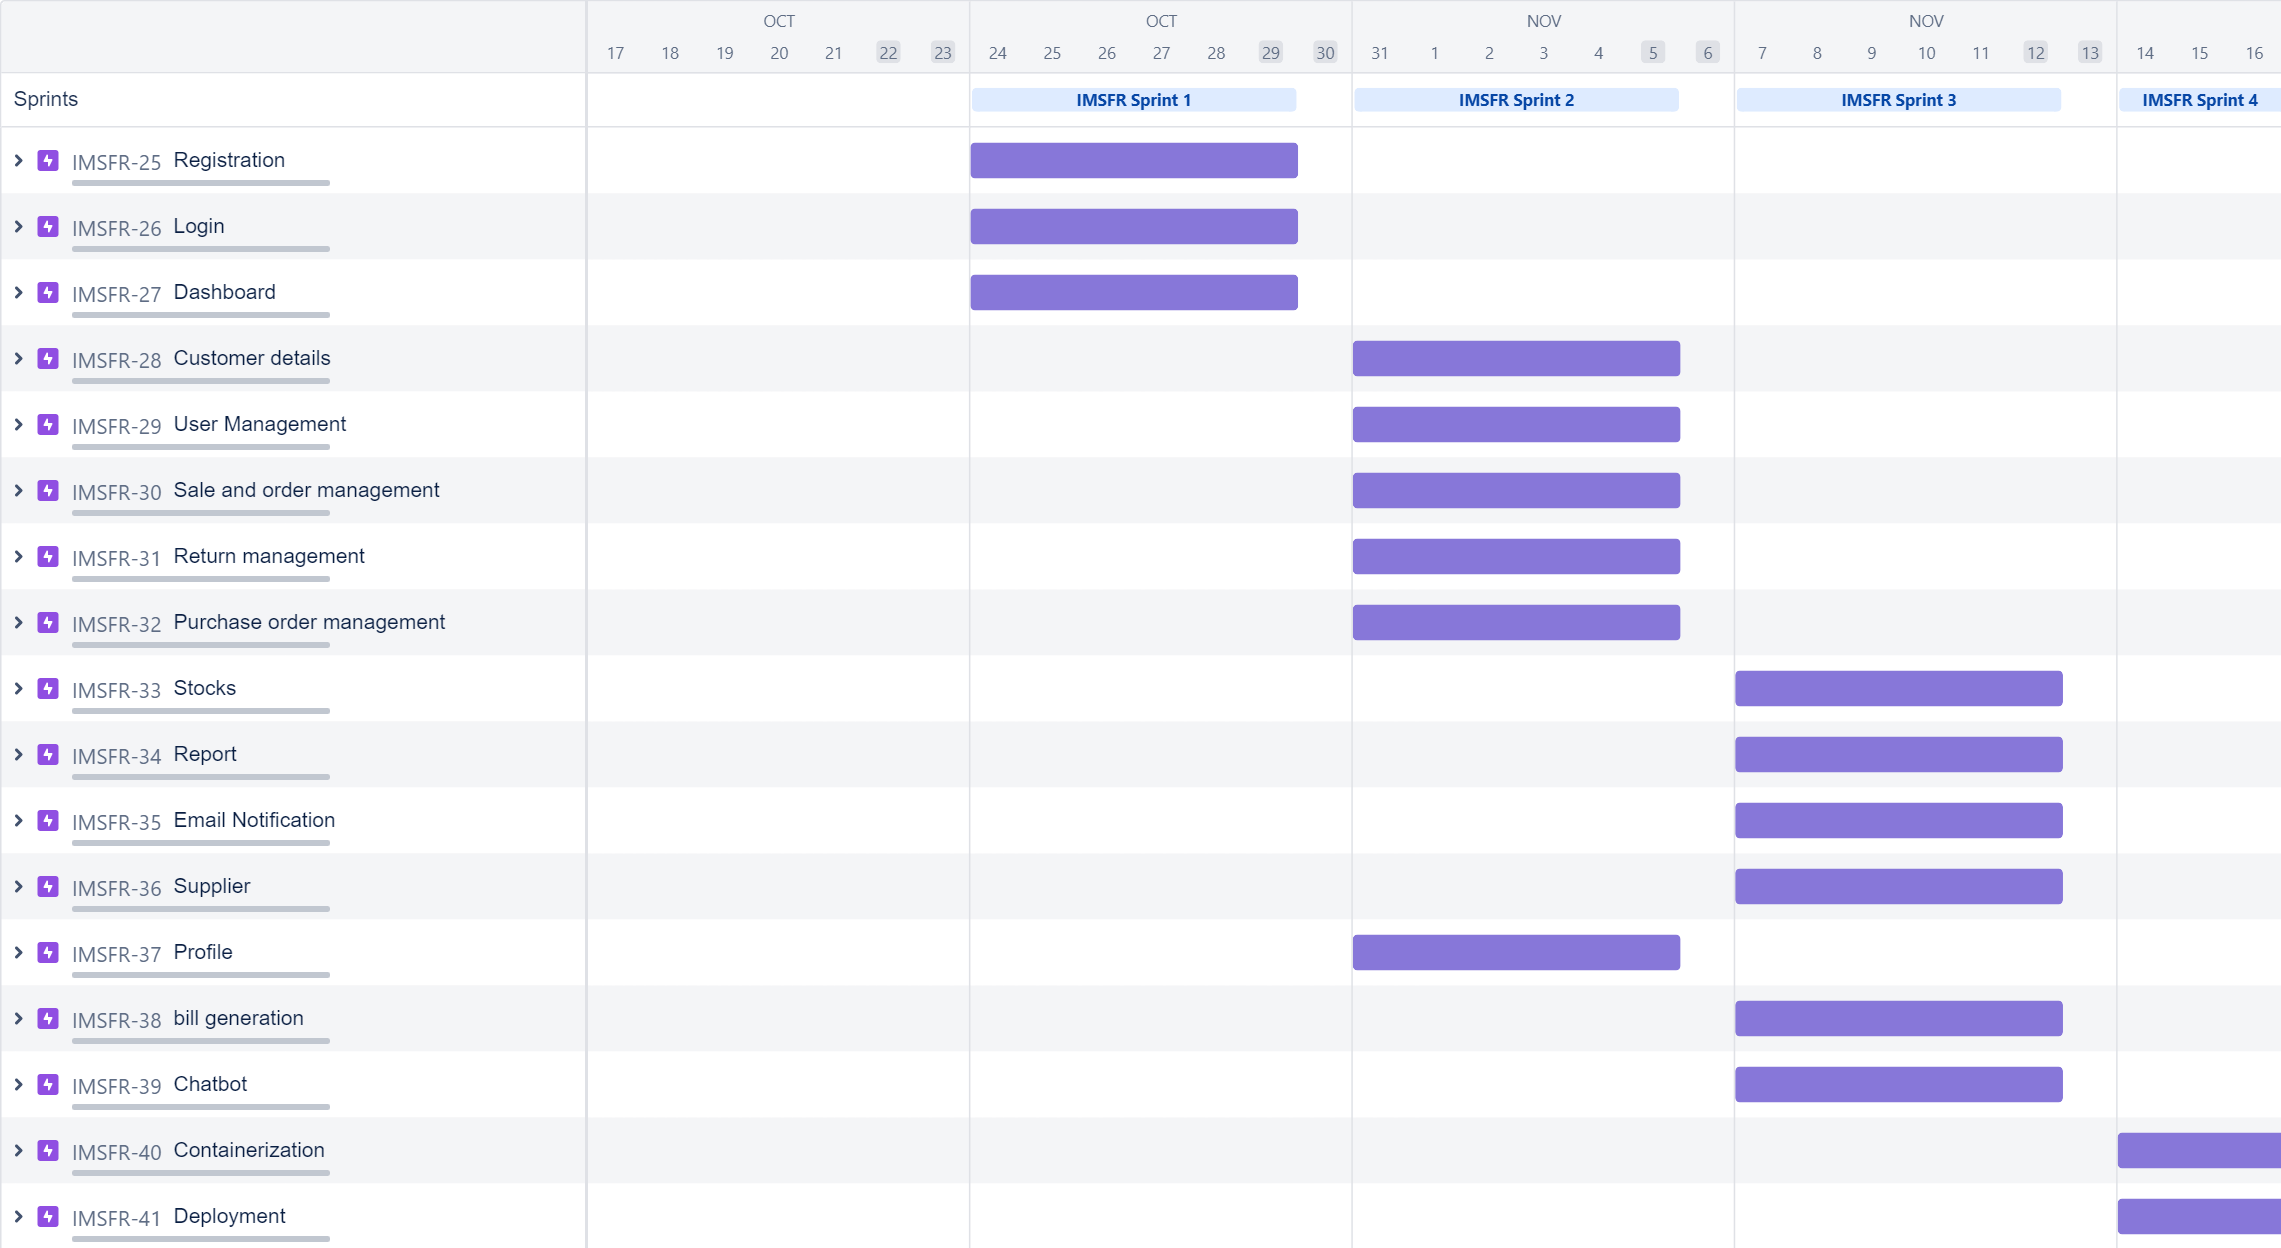 OCT OCT NOV NOV
17 18 19 20 21 22 23 24 25 26 27 28 29 30 31 1 2 3 4 5 6 7 8 9 10 11 12 13 14 15 16
Sprints IMSFR Sprint 1 IMSFR Sprint 2 IMSFR Sprint 3 IMSFR Sprint 4
IMSFR-25 Registration
IMSFR-26 Login
IMSFR-27 Dashboard
IMSFR-28 Customer details
IMSFR-29 User Management
IMSFR-30 Sale and order management
IMSFR-31 Return management
IMSFR-32 Purchase order management
IMSFR-33 Stocks
IMSFR-34 Report
IMSFR-35 Email Notification
IMSFR-36 Supplier
IMSFR-37 Profile
IMSFR-38 bill generation
IMSFR-39 Chatbot
IMSFR-40 Containerization
IMSFR-41 Deployment